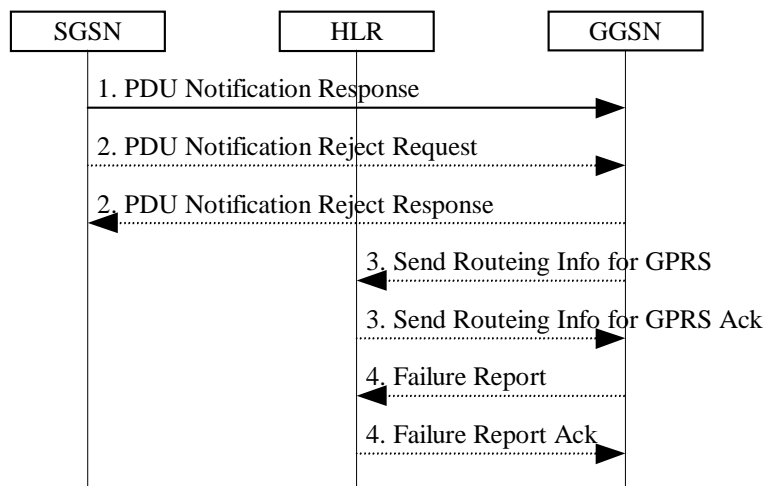 SGSN
HLR
GGSN
1. PDU Notification Response
2. PDU Notification Reject Request
2. PDU Notification Reject Response
3. Send Routeing Info for GPRS
3. Send Routeing Info for GPRS Ack
4. Failure Report
4. Failure Report Ack